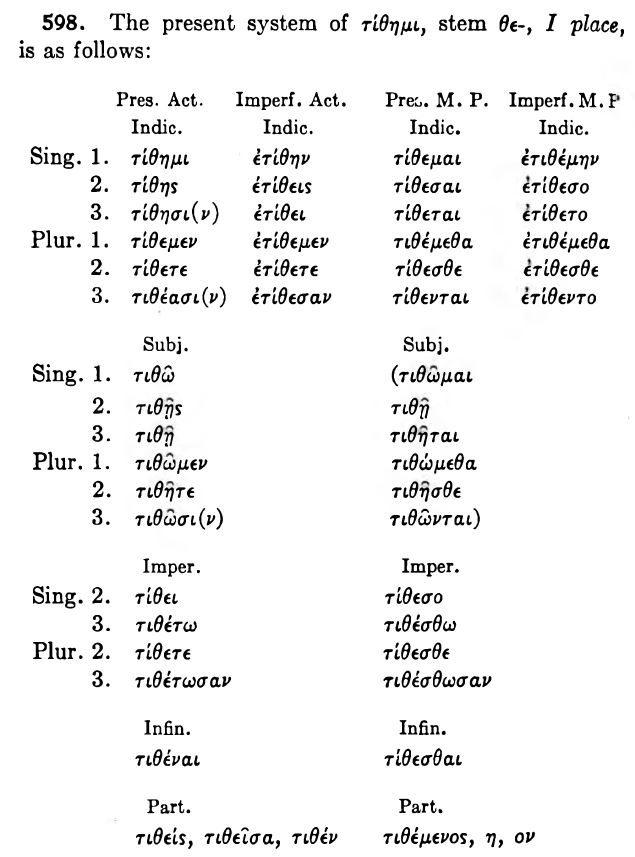 598. The present system of τίθημι, stem θε-, I place,
is as follows:
Pres. Act. Imperf. Act. Pres. M. P. Imperf. M. P
Indic. Indic. Indic. Indic.
Sing. 1. τίθημι ἐτίθην τίθεμαι ἐτιθέμην
2. τίθης ἐτίθεις τίθεσαι ἐτίθεσο
3. τίθησι(ν) ἐτίθει τίθεται ἐτίθετο
Plur. 1. τίθεμεν ἐτίθεμεν τιθέμεθα ἐτιθέμεθα
2. τίθετε ἐτίθετε τίθεσθε ἐτίθεσθε
3. τιθέασι(ν) ἐτίθεσαν τίθενται ἐτίθεντο
Subj. Subj.
Sing. 1. τιθῶ (τιθῶμαι
2. τιθῇς τιθῇ
3. τιθῇ τιθῆται
Plur. 1. τιθῶμεν τιθώμεθα
2. τιθῆτε τιθῆσθε
3. τιθῶσι(ν) τιθῶνται)
Imper. Imper.
Sing. 2. τίθει τίθεσο
3. τιθέτω τιθέσθω
Plur. 2. τίθετε τίθεσθε
3. τιθέτωσαν τιθέσθωσαν
Infin. Infin.
τιθέναι τίθεσθαι
Part. Part.
τιθείς, τιθεῖσα, τιθέν τιθέμενος, η, ον